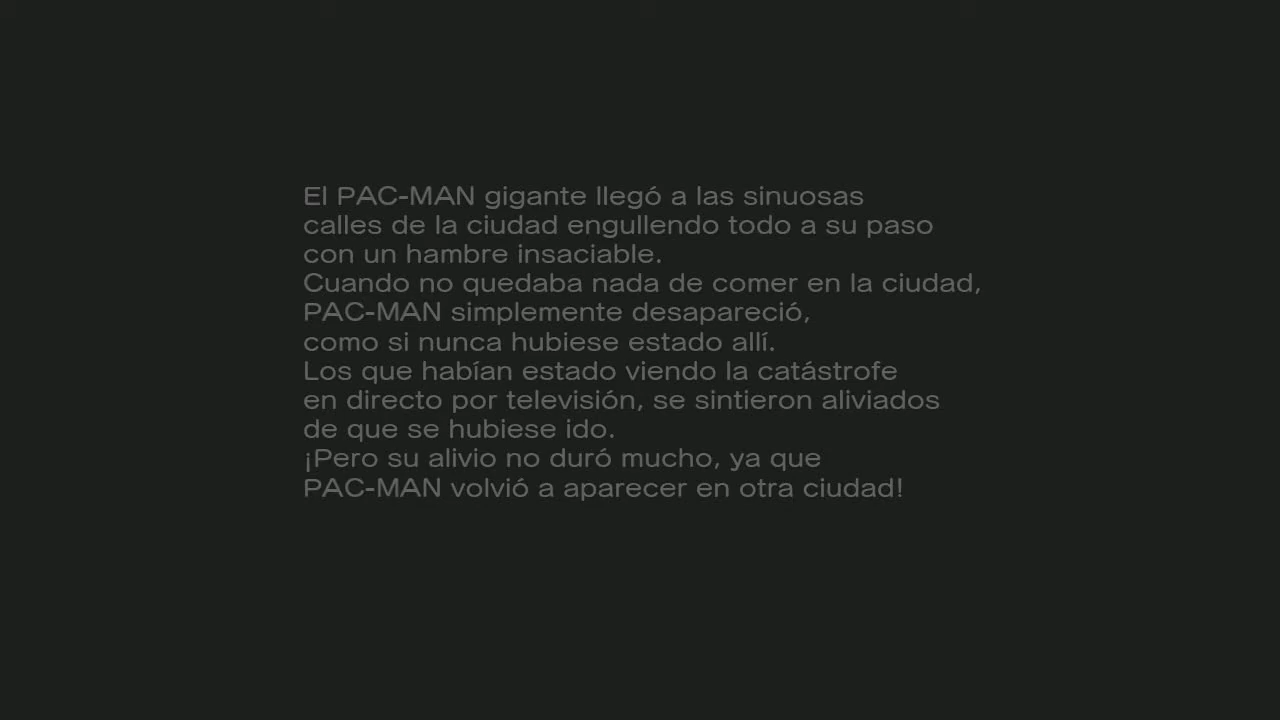 El PAC-MAN gigante llegó a las sinuosas
calles de la ciudad engullendo todo a su paso
con un hambre insaciable.
Cuando no quedaba nada de comer en la ciudad,
PAC-MAN simplemente desapareció,
como si nunca hubiese estado allí.
Los que habían estado viendo la catástrofe
en directo por televisión, se sintieron aliviados
de que se hubiese ido.
¡Pero su alivio no duró mucho, ya que
PAC-MAN volvió a aparecer en otra ciudad!